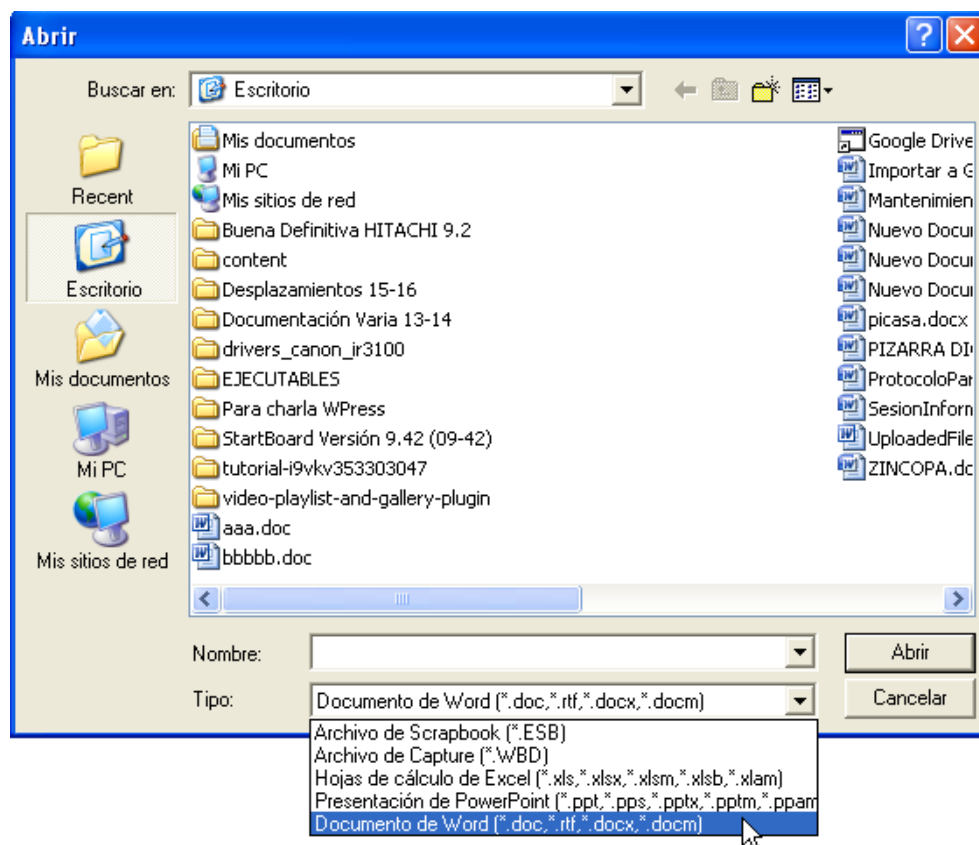 Abrir
Buscar en: Escritorio
Recent
Escritorio
Mis documentos
Mi PC
Mis sitios de red
Mis documentos
Mi PC
Mis sitios de red
Buena Definitiva HITACHI 9.2
content
Desplazamientos 15-16
Documentación Varia 13-14
drivers_canon_ir3100
EJECUTABLES
Para charla WPress
StartBoard Versión 9.42 (09-42)
tutorial-i9vkv353303047
video-playlist-and-gallery-plugin
aaa.doc
bbbbb.doc
Google Drive
Importar a G
Mantenimien
Nuevo Docu
Nuevo Docu
Nuevo Docu
picasa.docx
PIZARRA DI
ProtocoloPar
SesionInform
UploadedFile
ZINCOPA.dc
Nombre:
Abrir
Tipo: Documento de Word (*.doc,*.rtf,*.docx,*.docm)
Cancelar
Archivo de Scrapbook (*.ESB)
Archivo de Capture (*.WBD)
Hojas de cálculo de Excel (*.xls,*.xlsx,*.xlsm,*.xlsb,*.xlam)
Presentación de PowerPoint (*.ppt,*.pps,*.pptx,*.pptm,*.ppam
Documento de Word (*.doc,*.rtf,*.docx,*.docm)